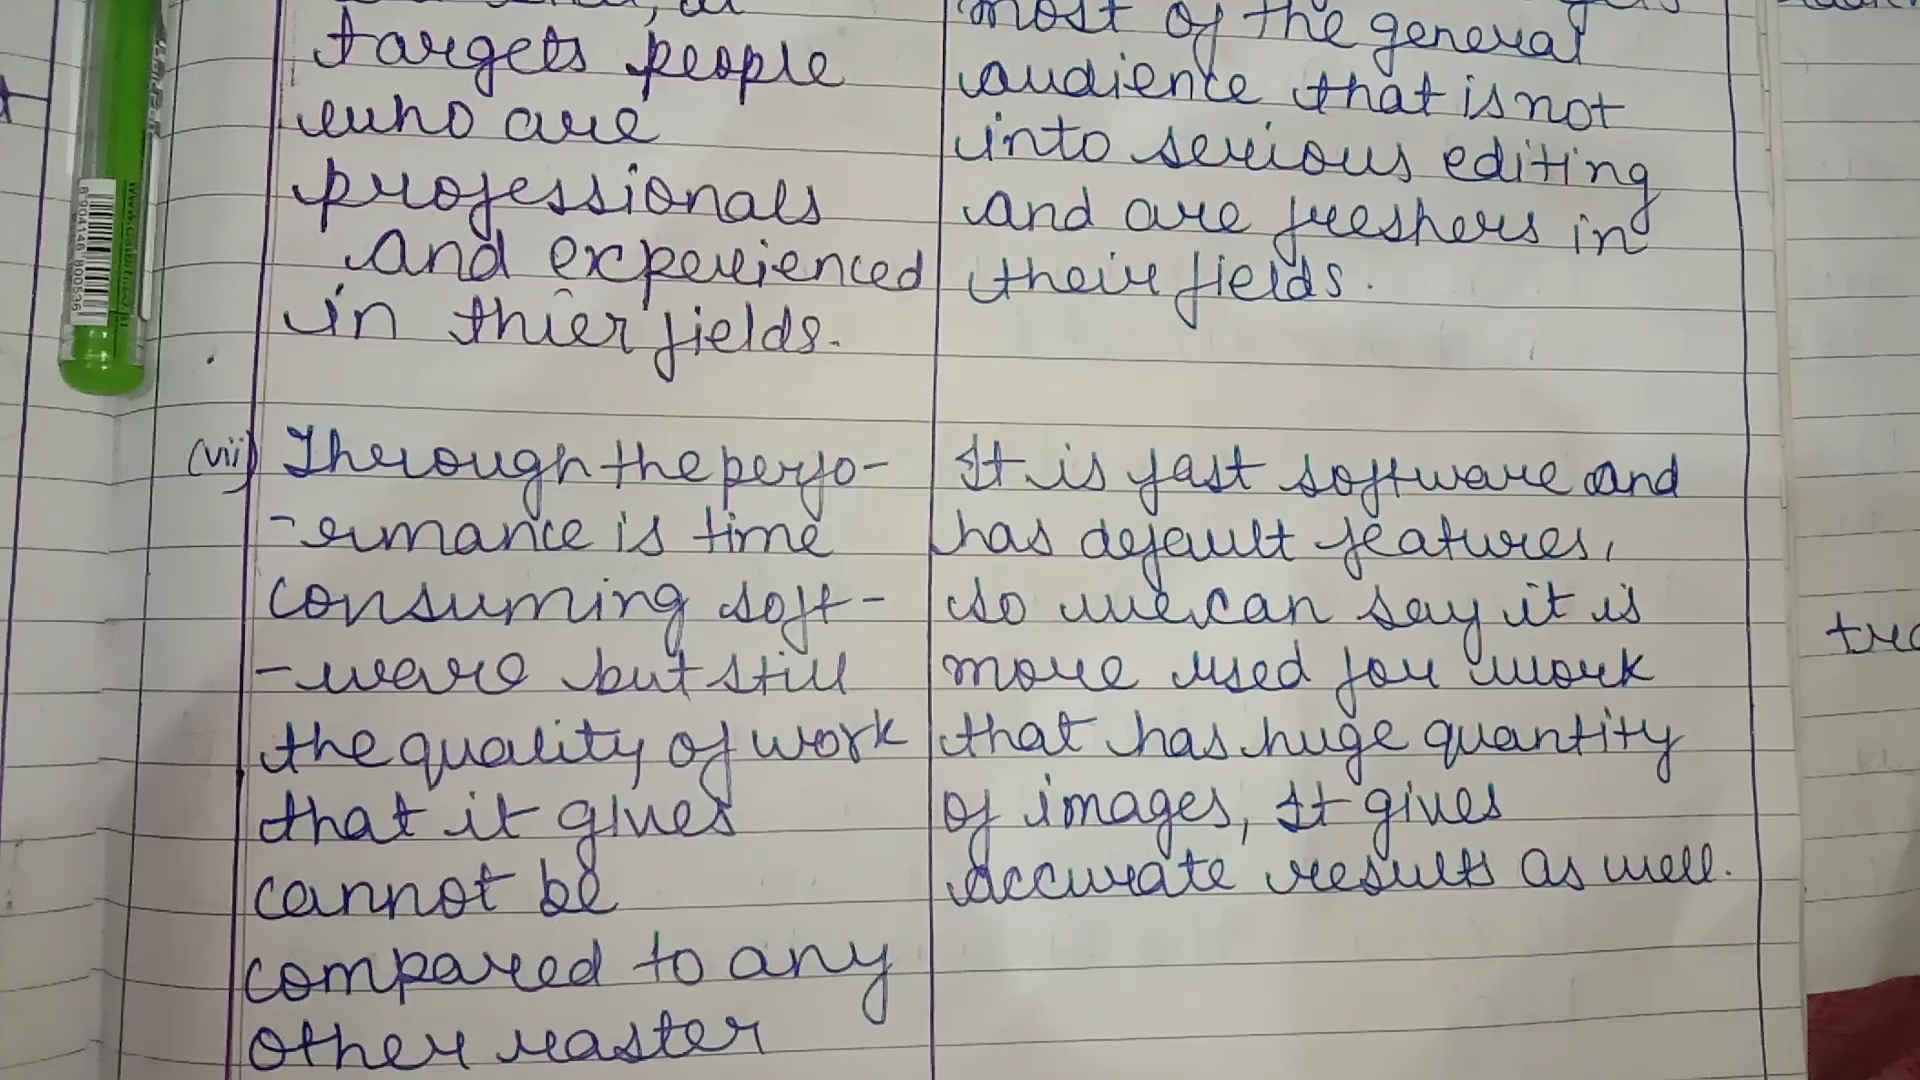 targets people
who are
professionals
and experienced
in thier fields.
most of the general
audience that is not
into serious editing
and are freshers in
their fields.
(vii) Through the perfo-
-rmance is time
consuming soft-
-ware but still
the quality of work
that it gives
cannot be
compared to any
other raster
It is fast software and
has default features,
so we can say it is
more used for work
that has huge quantity
of images, It gives
accurate results as well.